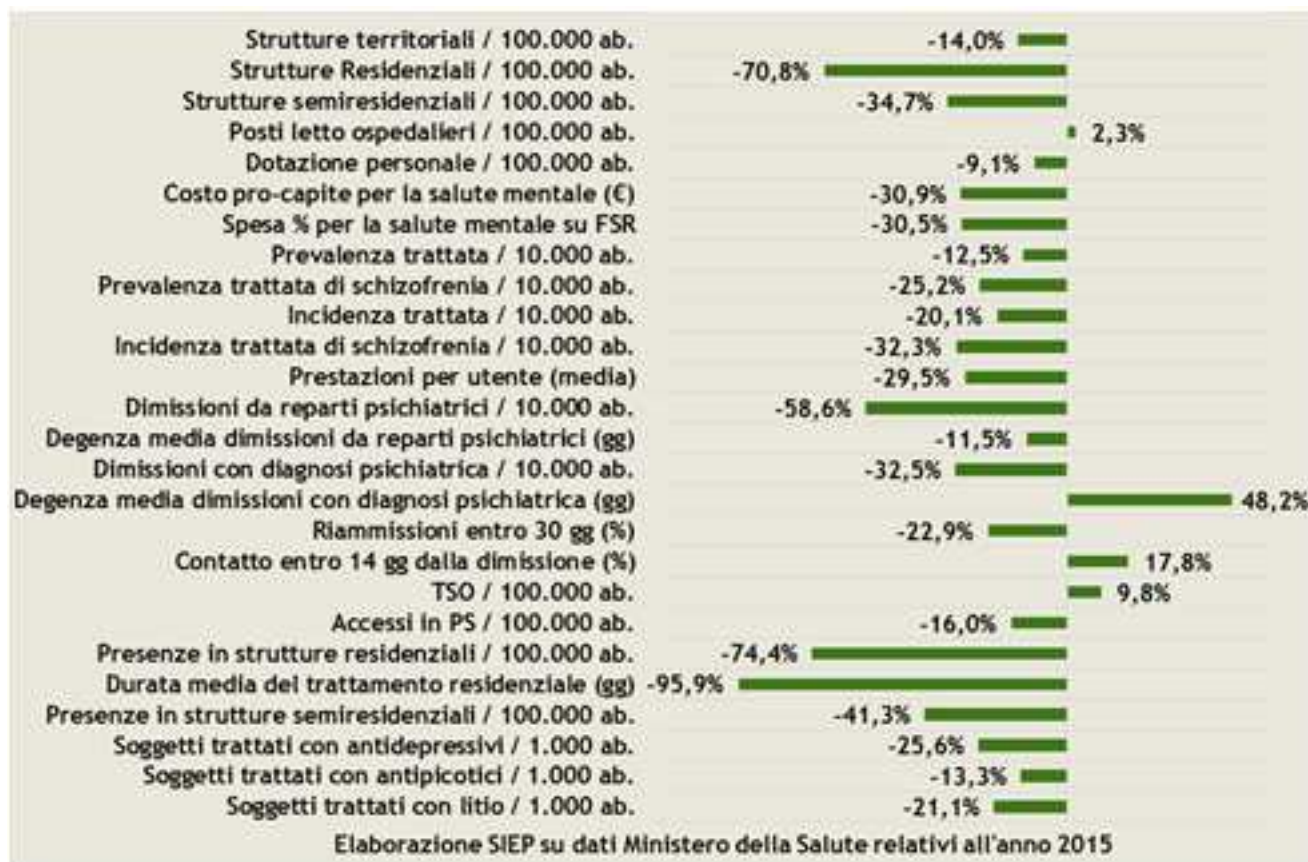 Strutture territoriali / 100.000 ab. -14,0%
Strutture Residenziali / 100.000 ab. -70,8%
Strutture semiresidenziali / 100.000 ab. -34,7%
Posti letto ospedalieri / 100.000 ab. 2,3%
Dotazione personale / 100.000 ab. -9,1%
Costo pro-capite per la salute mentale (€) -30,9%
Spesa % per la salute mentale su FSR -30,5%
Prevalenza trattata / 10.000 ab. -12,5%
Prevalenza trattata di schizofrenia / 10.000 ab. -25,2%
Incidenza trattata / 10.000 ab. -20,1%
Incidenza trattata di schizofrenia / 10.000 ab. -32,3%
Prestazioni per utente (media) -29,5%
Dimissioni da reparti psichiatrici / 10.000 ab. -58,6%
Degenza media dimissioni da reparti psichiatrici (gg) -11,5%
Dimissioni con diagnosi psichiatrica / 10.000 ab. -32,5%
Degenza media dimissioni con diagnosi psichiatrica (gg) 48,2%
Riammissioni entro 30 gg (%) -22,9%
Contatto entro 14 gg dalla dimissione (%) 17,8%
TSO / 100.000 ab. 9,8%
Accessi in PS / 100.000 ab. -16,0%
Presenze in strutture residenziali / 100.000 ab. -74,4%
Durata media del trattamento residenziale (gg) -95,9%
Presenze in strutture semiresidenziali / 100.000 ab. -41,3%
Soggetti trattati con antidepressivi / 1.000 ab. -25,6%
Soggetti trattati con antipicotici / 1.000 ab. -13,3%
Soggetti trattati con litio / 1.000 ab. -21,1%
Elaborazione SIEP su dati Ministero della Salute relativi all'anno 2015